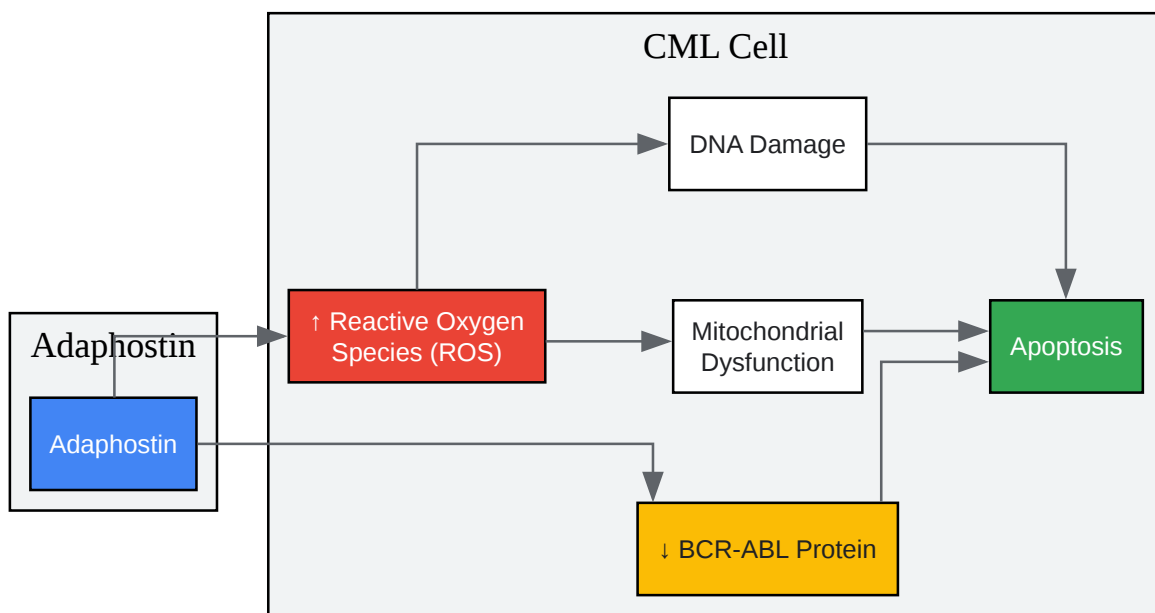 CML Cell
DNA Damage
↑ Reactive Oxygen
Species (ROS)
Mitochondrial
Dysfunction
Apoptosis
Adaphostin
Adaphostin
↓ BCR-ABL Protein